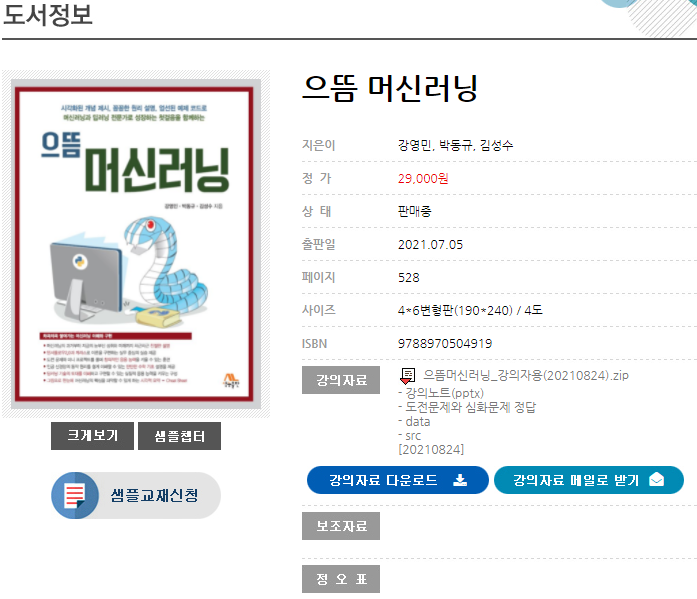 도서정보
으뜸 머신러닝
시각화된 개념 제시, 꼼꼼한 원리 설명, 엄선된 예제 코드로
머신러닝과 딥러닝 전문가로 성장하는 첫걸음을 함께하는
으뜸
머신러닝
강영민 · 박동규 · 김성수 지음
지은이 강영민, 박동규, 김성수
정 가 29,000원
상 태 판매중
출판일 2021.07.05
페이지 528
사이즈 4*6변형판(190*240) / 4도
ISBN 9788970504919
강의자료 으뜸머신러닝_강의자용(20210824).zip
- 강의노트(pptx)
- 도전문제와 심화문제 정답
- data
- src
[20210824]
크게보기 샘플챕터
강의자료 다운로드 강의자료 메일로 받기
샘플교재신청
보조자료
정 오 표